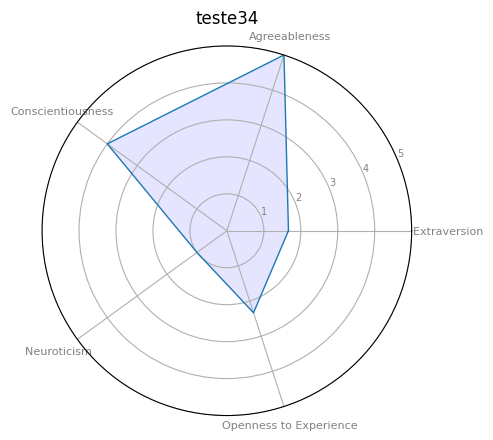 teste34
Agreeableness
Conscientiousness
5
4
3
2
1
Extraversion
Neuroticism
Openness to Experience